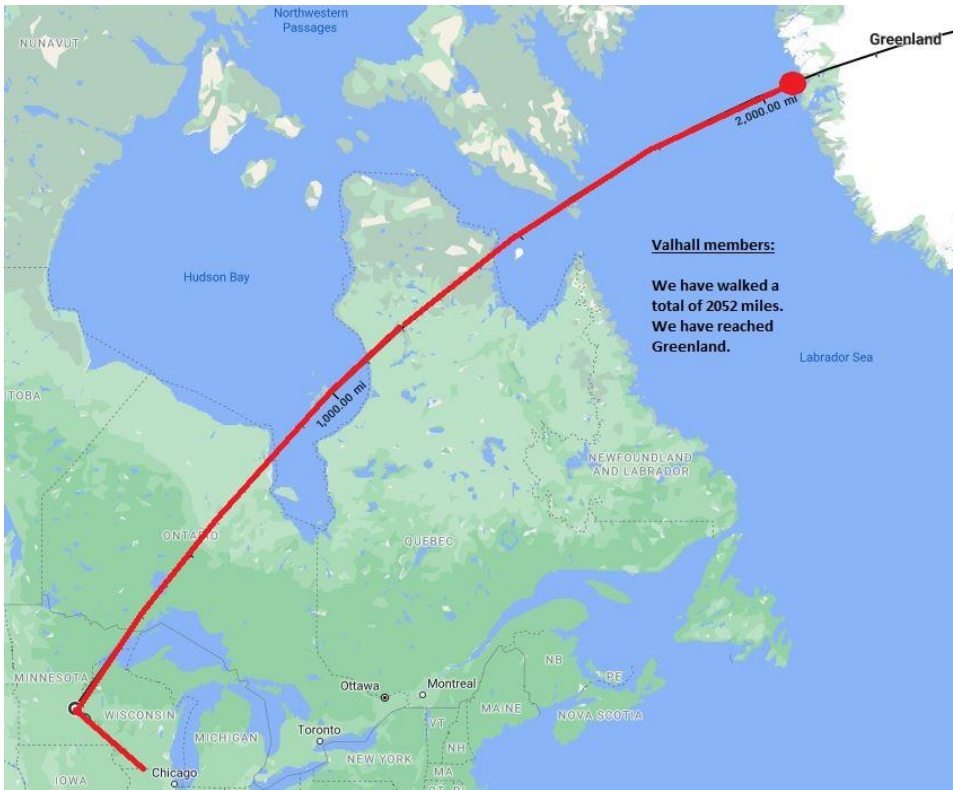 Northwestern
Passages
NUNAVUT
Greenland
2,000.00 mi
Valhall members:
We have walked a
total of 2052 miles.
We have reached
Greenland.
Hudson Bay
Labrador Sea
1,000.00 mi
ITOBA
NEWFOUNDLAND
AND LABRADOR
ONTARIO
QUEBEC
MINNESOTA
Ottawa
Montreal
NB
PE
WISCONSIN
MAINE
NOVA SCOTIA
MICHIGAN
Toronto
VT
NH
NEW YORK
IOWA
Chicago
MA